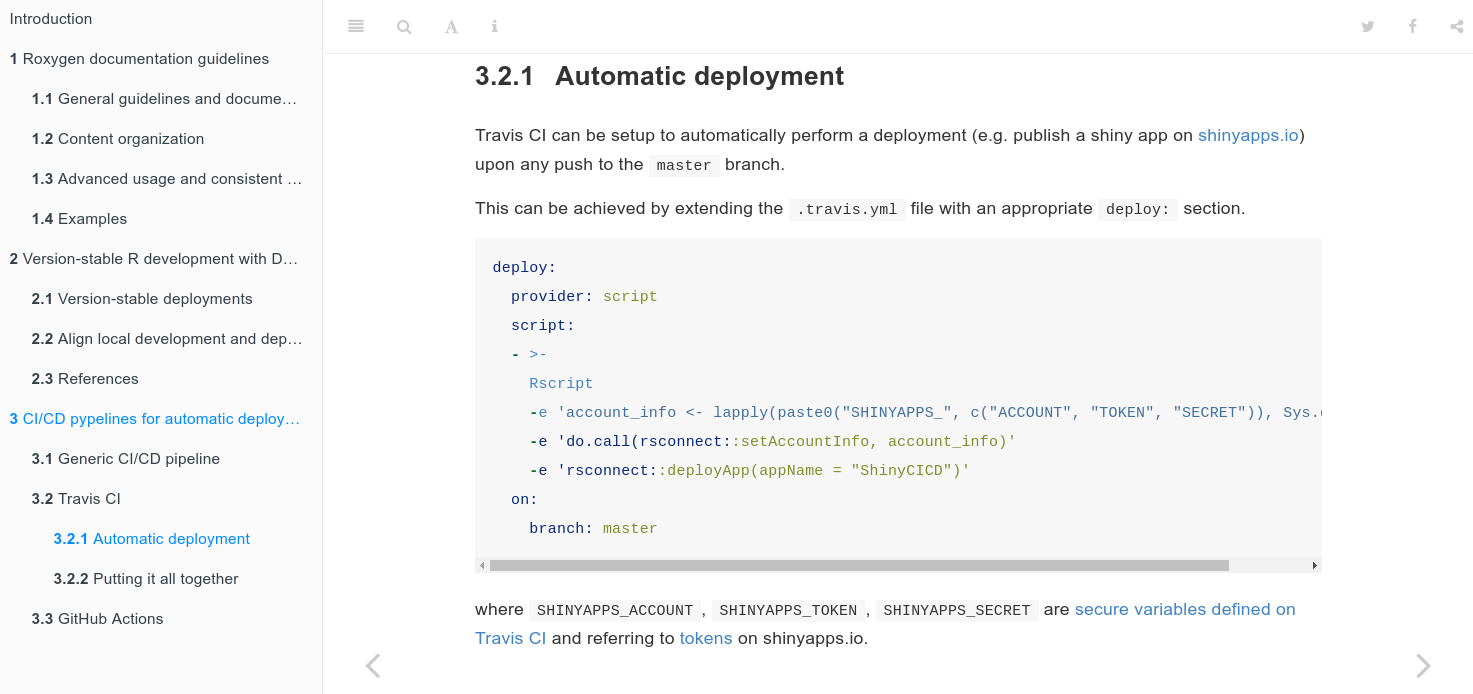 Introduction
1 Roxygen documentation guidelines
1.1 General guidelines and docume…
1.2 Content organization
1.3 Advanced usage and consistent …
1.4 Examples
2 Version-stable R development with D…
2.1 Version-stable deployments
2.2 Align local development and dep…
2.3 References
3 CI/CD pypelines for automatic deploy…
3.1 Generic CI/CD pipeline
3.2 Travis CI
3.2.1 Automatic deployment
3.2.2 Putting it all together
3.3 GitHub Actions
3.2.1 Automatic deployment
Travis CI can be setup to automatically perform a deployment (e.g. publish a shiny app on shinyapps.io)
upon any push to the master branch.
This can be achieved by extending the .travis.yml file with an appropriate deploy: section.
deploy:
  provider: script
  script:
  - >-
    Rscript
    -e 'account_info <- lapply(paste0("SHINYAPPS_", c("ACCOUNT", "TOKEN", "SECRET")), Sys.
    -e 'do.call(rsconnect::setAccountInfo, account_info)'
    -e 'rsconnect::deployApp(appName = "ShinyCICD")'
  on:
    branch: master
where SHINYAPPS_ACCOUNT , SHINYAPPS_TOKEN , SHINYAPPS_SECRET are secure variables defined on
Travis CI and referring to tokens on shinyapps.io.